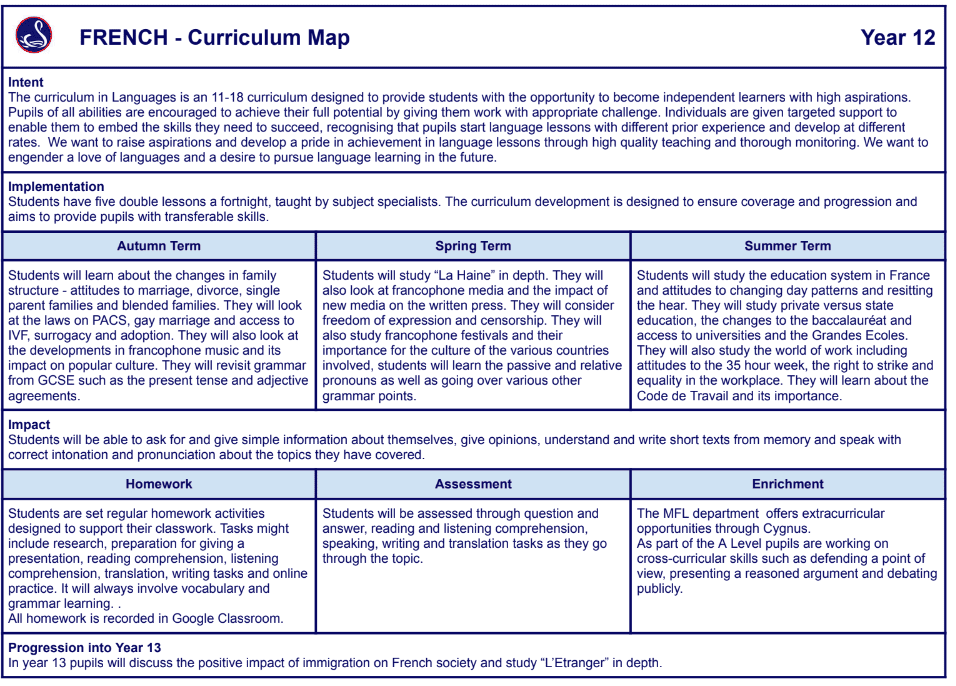 FRENCH - Curriculum Map
Year 12
Intent
The curriculum in Languages is an 11-18 curriculum designed to provide students with the opportunity to become independent learners with high aspirations.
Pupils of all abilities are encouraged to achieve their full potential by giving them work with appropriate challenge. Individuals are given targeted support to
enable them to embed the skills they need to succeed, recognising that pupils start language lessons with different prior experience and develop at different
rates.  We want to raise aspirations and develop a pride in achievement in language lessons through high quality teaching and thorough monitoring. We want to
engender a love of languages and a desire to pursue language learning in the future.
Implementation
Students have five double lessons a fortnight, taught by subject specialists. The curriculum development is designed to ensure coverage and progression and
aims to provide pupils with transferable skills.
Autumn Term
Students will learn about the changes in family
structure - attitudes to marriage, divorce, single
parent families and blended families. They will look
at the laws on PACS, gay marriage and access to
IVF, surrogacy and adoption. They will also look at
the developments in francophone music and its
impact on popular culture. They will revisit grammar
from GCSE such as the present tense and adjective
agreements.
Spring Term
Students will study “La Haine” in depth. They will
also look at francophone media and the impact of
new media on the written press. They will consider
freedom of expression and censorship. They will
also study francophone festivals and their
importance for the culture of the various countries
involved, students will learn the passive and relative
pronouns as well as going over various other
grammar points.
Summer Term
Students will study the education system in France
and attitudes to changing day patterns and resitting
the hear. They will study private versus state
education, the changes to the baccalauréat and
access to universities and the Grandes Ecoles.
They will also study the world of work including
attitudes to the 35 hour week, the right to strike and
equality in the workplace. They will learn about the
Code de Travail and its importance.
Impact
Students will be able to ask for and give simple information about themselves, give opinions, understand and write short texts from memory and speak with
correct intonation and pronunciation about the topics they have covered.
Homework
Students are set regular homework activities
designed to support their classwork. Tasks might
include research, preparation for giving a
presentation, reading comprehension, listening
comprehension, translation, writing tasks and online
practice. It will always involve vocabulary and
grammar learning. .
All homework is recorded in Google Classroom.
Assessment
Students will be assessed through question and
answer, reading and listening comprehension,
speaking, writing and translation tasks as they go
through the topic.
Enrichment
The MFL department  offers extracurricular
opportunities through Cygnus.
As part of the A Level pupils are working on
cross-curricular skills such as defending a point of
view, presenting a reasoned argument and debating
publicly.
Progression into Year 13
In year 13 pupils will discuss the positive impact of immigration on French society and study “L’Etranger” in depth.